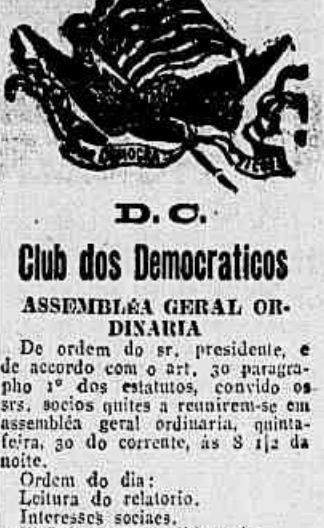 D. C.
Club dos Democraticos
ASSEMBLÉA GERAL OR-
DINARIA
De ordem do sr. presidente, e
de accordo com o art. 30 paragra-
pho 1º dos estatutos, convido os
srs. socios quites a reunirem-se em
assembléa geral ordinaria, quinta-
feira, 30 do corrente, ás 8 1|2 da
noite.
Ordem do dia:
Leitura do relatorio.
Interesses sociaes.